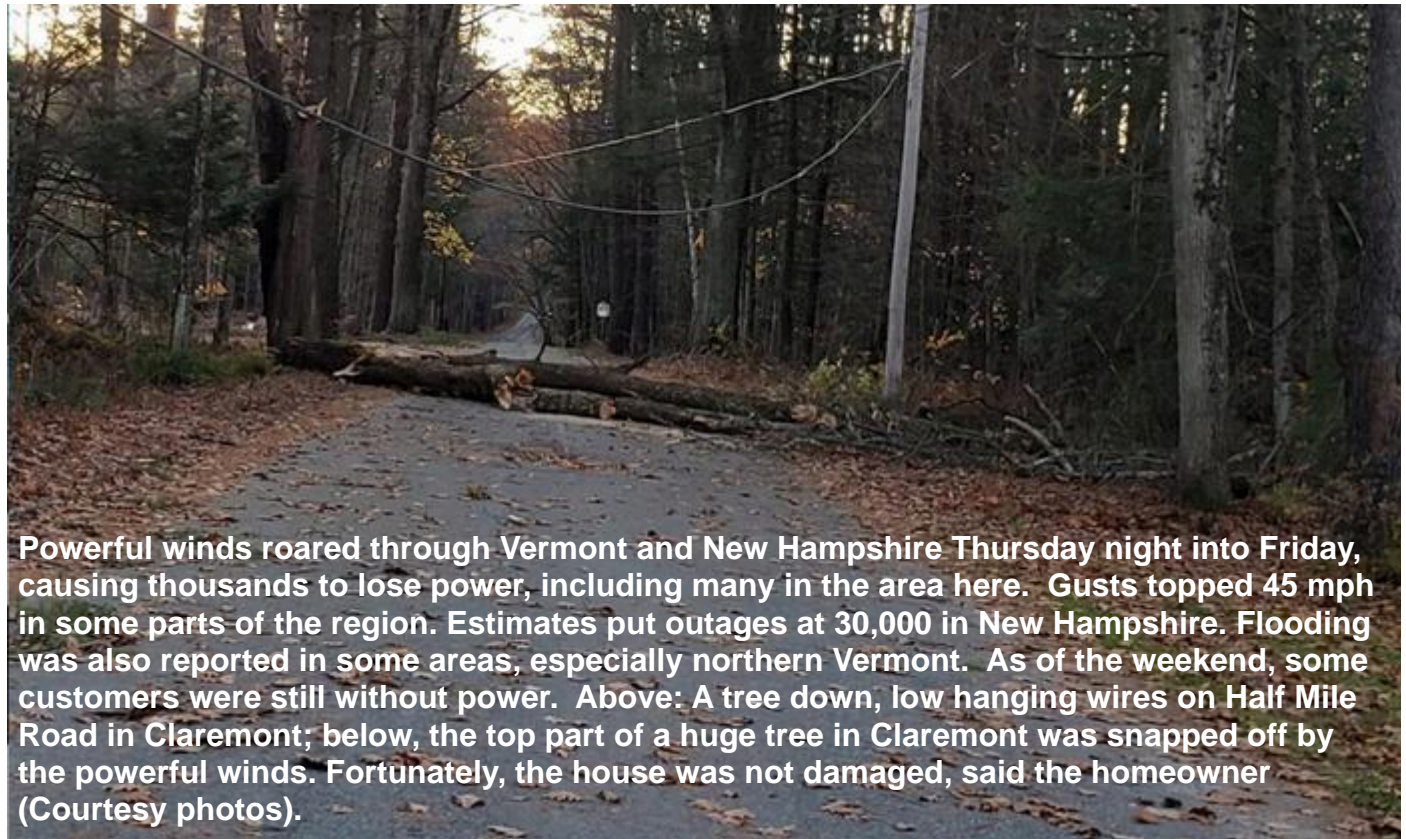 Powerful winds roared through Vermont and New Hampshire Thursday night into Friday,
causing thousands to lose power, including many in the area here.  Gusts topped 45 mph
in some parts of the region. Estimates put outages at 30,000 in New Hampshire. Flooding
was also reported in some areas, especially northern Vermont.  As of the weekend, some
customers were still without power.  Above: A tree down, low hanging wires on Half Mile
Road in Claremont; below, the top part of a huge tree in Claremont was snapped off by
the powerful winds. Fortunately, the house was not damaged, said the homeowner
(Courtesy photos).